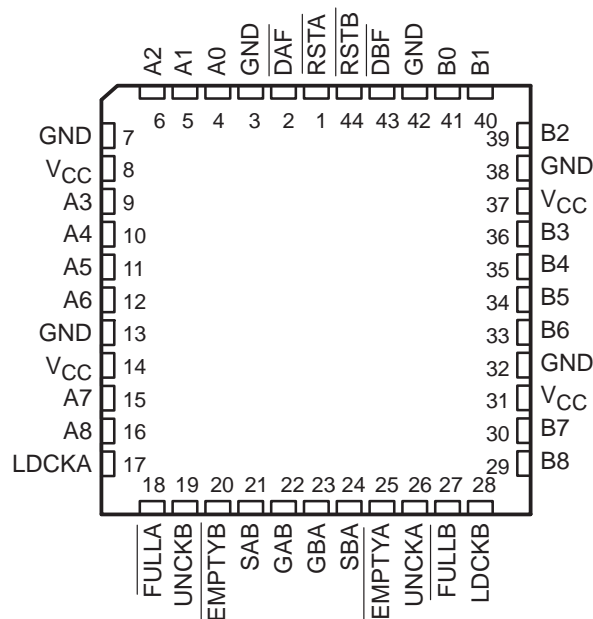 A2 A1 A0 GND DAF RSTA RSTB DBF GND B0 B1
6 5 4 3 2 1 44 43 42 41 40
GND 7 39 B2
VCC 8 38 GND
A3 9 37 VCC
A4 10 36 B3
A5 11 35 B4
A6 12 34 B5
GND 13 33 B6
VCC 14 32 GND
A7 15 31 VCC
A8 16 30 B7
LDCKA 17 29 B8
18 19 20 21 22 23 24 25 26 27 28
FULLA UNCKB EMPTYB SAB GAB GBA SBA EMPTYA UNCKA FULLB LDCKB